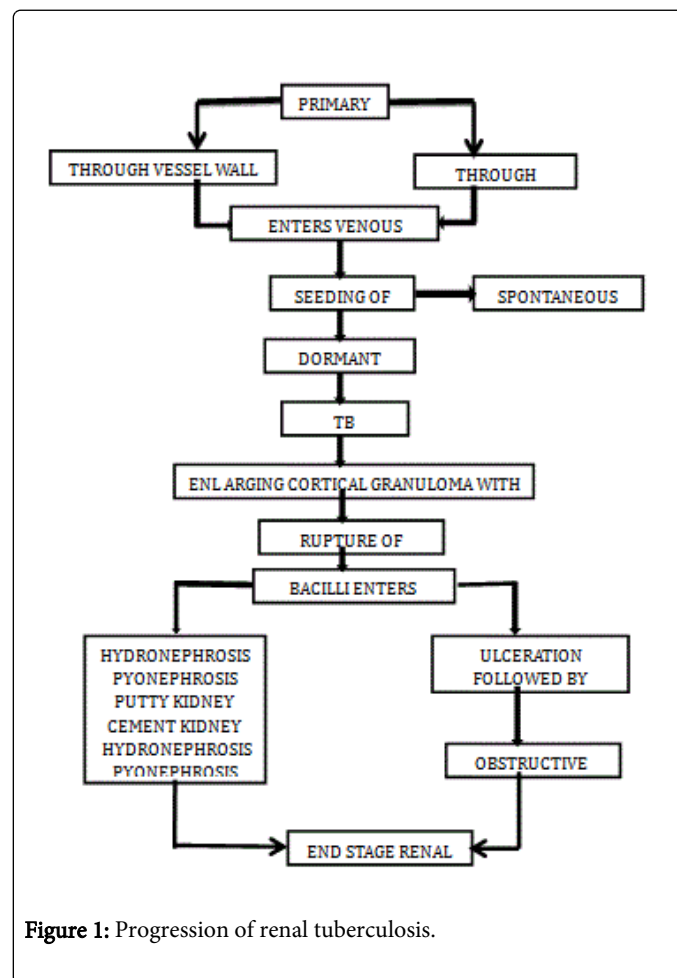 PRIMARY
THROUGH VESSEL WALL
THROUGH
ENTERS VENOUS
SEEDING OF
SPONTANEOUS
DORMANT
TB
ENLARGING CORTICAL GRANULOMA WITH
RUPTURE OF
BACILLI ENTERS
HYDRONEPHROSIS
PYONEPHROSIS
PUTTY KIDNEY
CEMENT KIDNEY
HYDRONEPHROSIS
PYONEPHROSIS
ULCERATION
FOLLOWED BY
OBSTRUCTIVE
END STAGE RENAL
Figure 1: Progression of renal tuberculosis.